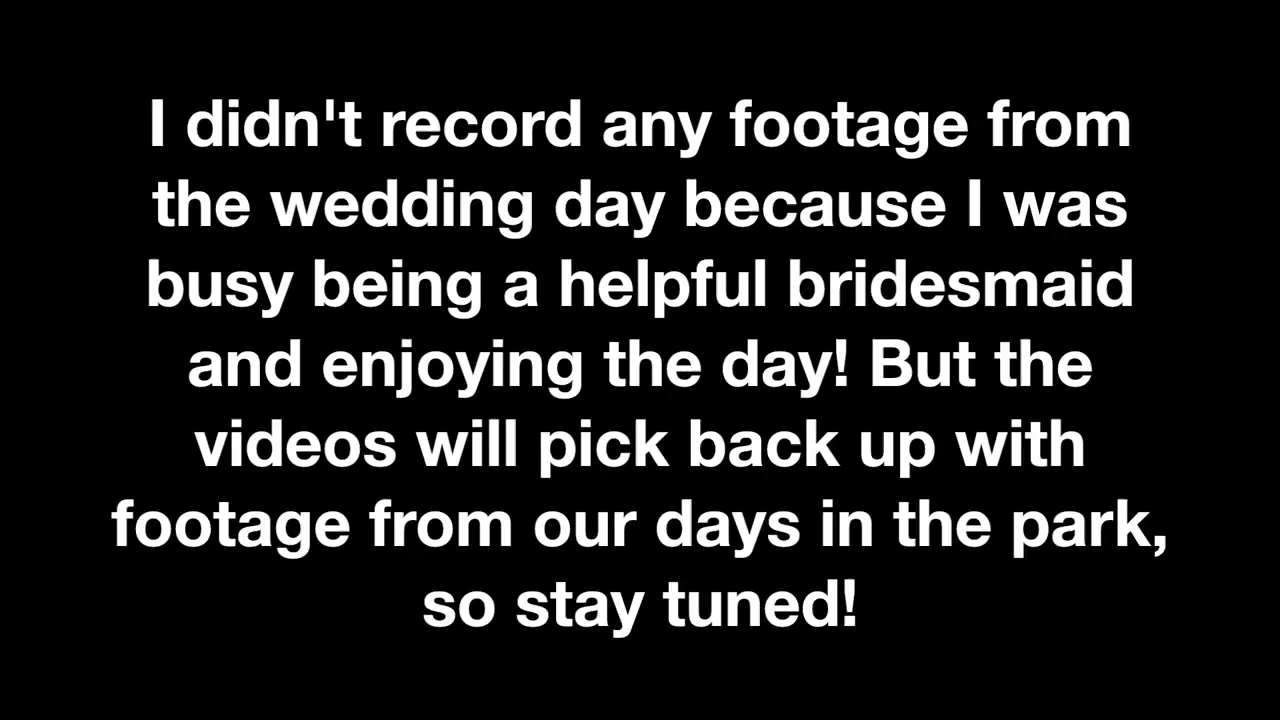 I didn't record any footage from
the wedding day because I was
busy being a helpful bridesmaid
and enjoying the day! But the
videos will pick back up with
footage from our days in the park,
so stay tuned!